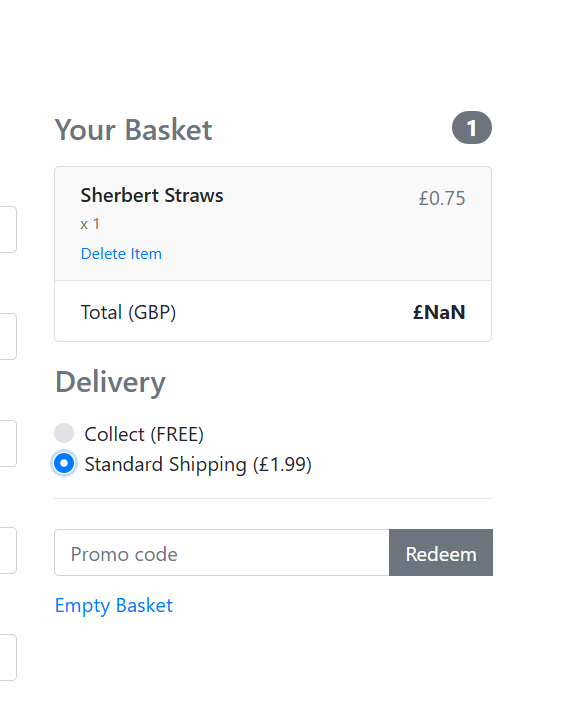 Your Basket 1
Sherbert Straws £0.75
x 1
Delete Item
Total (GBP) £NaN
Delivery
Collect (FREE)
Standard Shipping (£1.99)
Promo code Redeem
Empty Basket